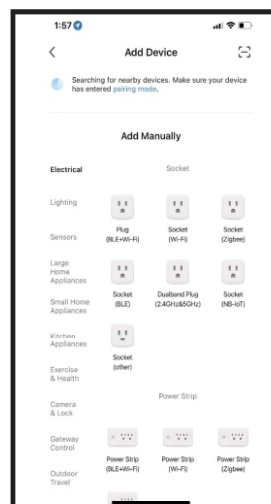 1:57
Add Device
Searching for nearby devices. Make sure your device
has entered pairing mode.
Add Manually
Electrical
Socket
Lighting
Plug
(BLE+Wi-Fi)
Socket
(Wi-Fi)
Socket
(Zigbee)
Sensors
Large
Home
Appliances
Socket
(BLE)
Dualband Plug
(2.4GHz&5GHz)
Socket
(NB-IoT)
Small Home
Appliances
Kitchen
Appliances
Socket
(other)
Exercise
& Health
Power Strip
Camera
& Lock
Gateway
Control
Power Strip
(BLE+Wi-Fi)
Power Strip
(Wi-Fi)
Power Strip
(Zigbee)
Outdoor
Travel